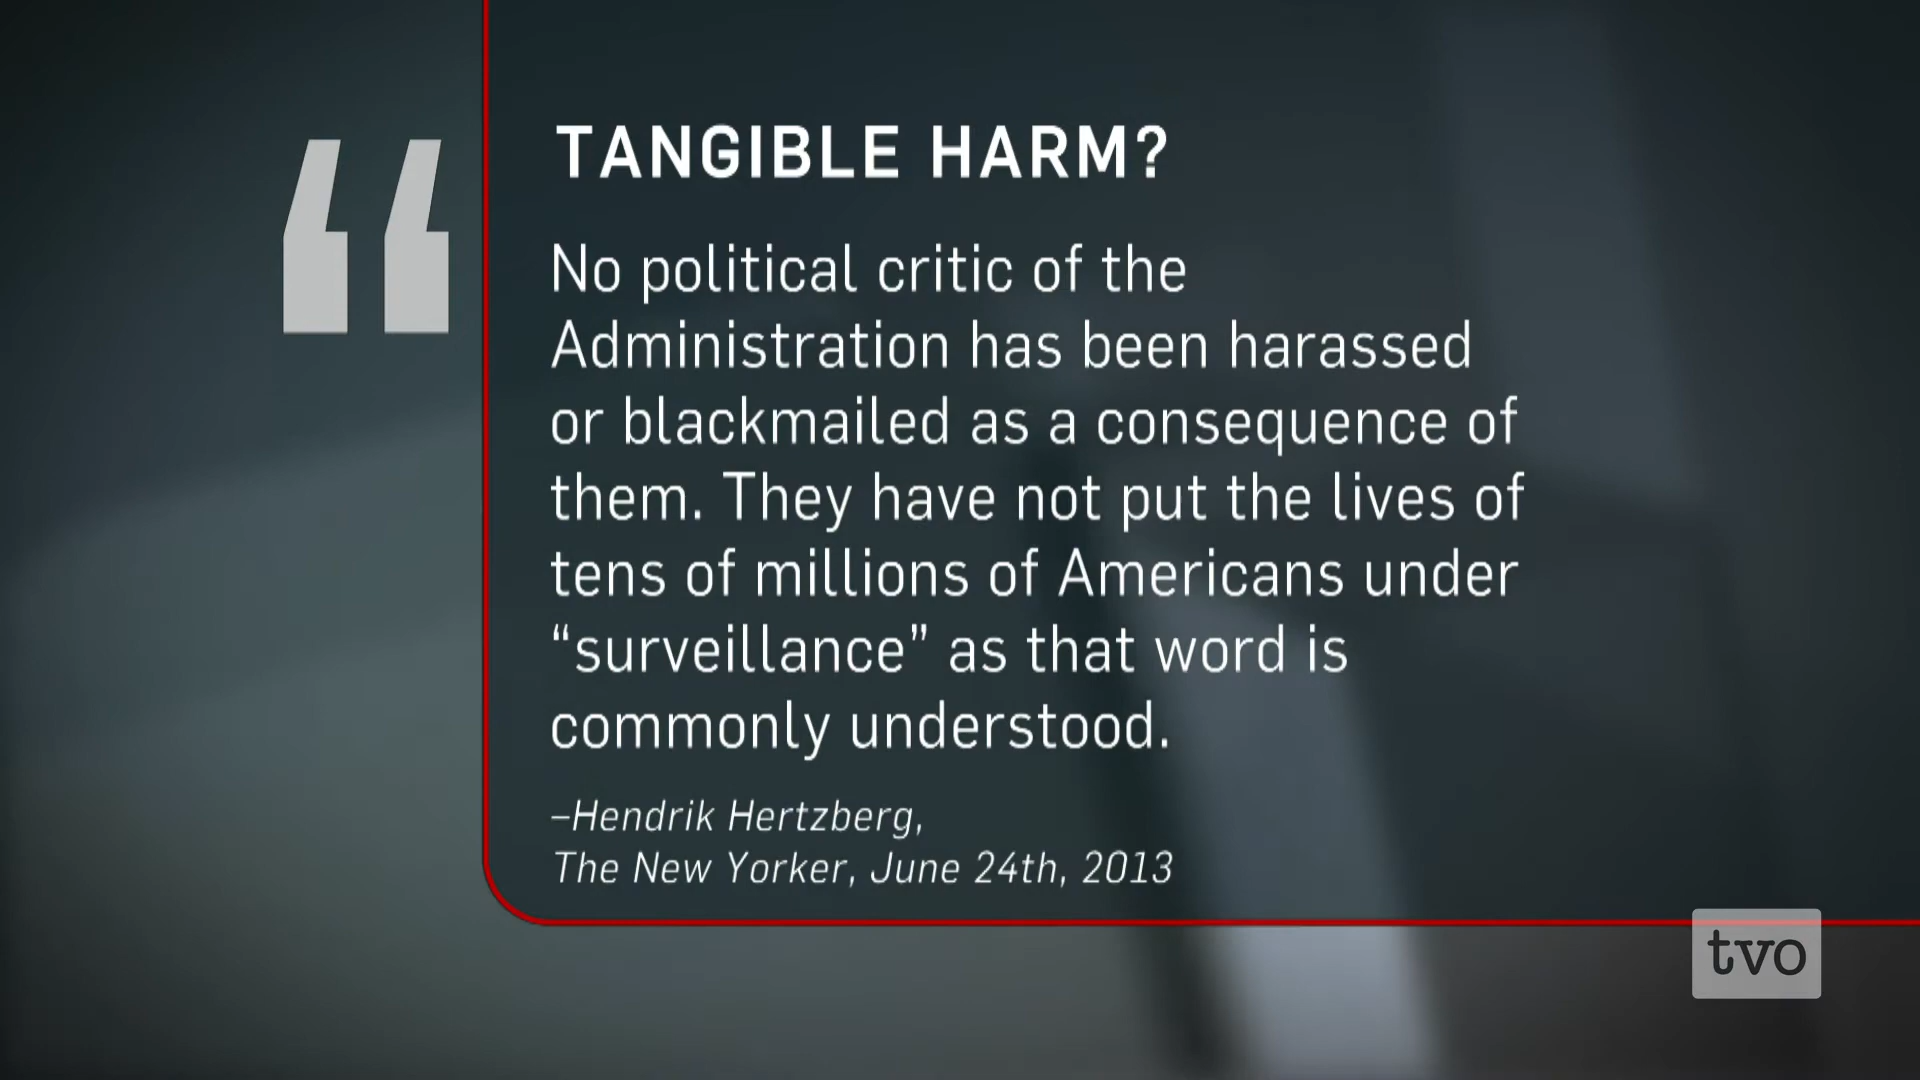 “
TANGIBLE HARM?
No political critic of the
Administration has been harassed
or blackmailed as a consequence of
them. They have not put the lives of
tens of millions of Americans under
“surveillance” as that word is
commonly understood.
–Hendrik Hertzberg,
The New Yorker, June 24th, 2013
tvo